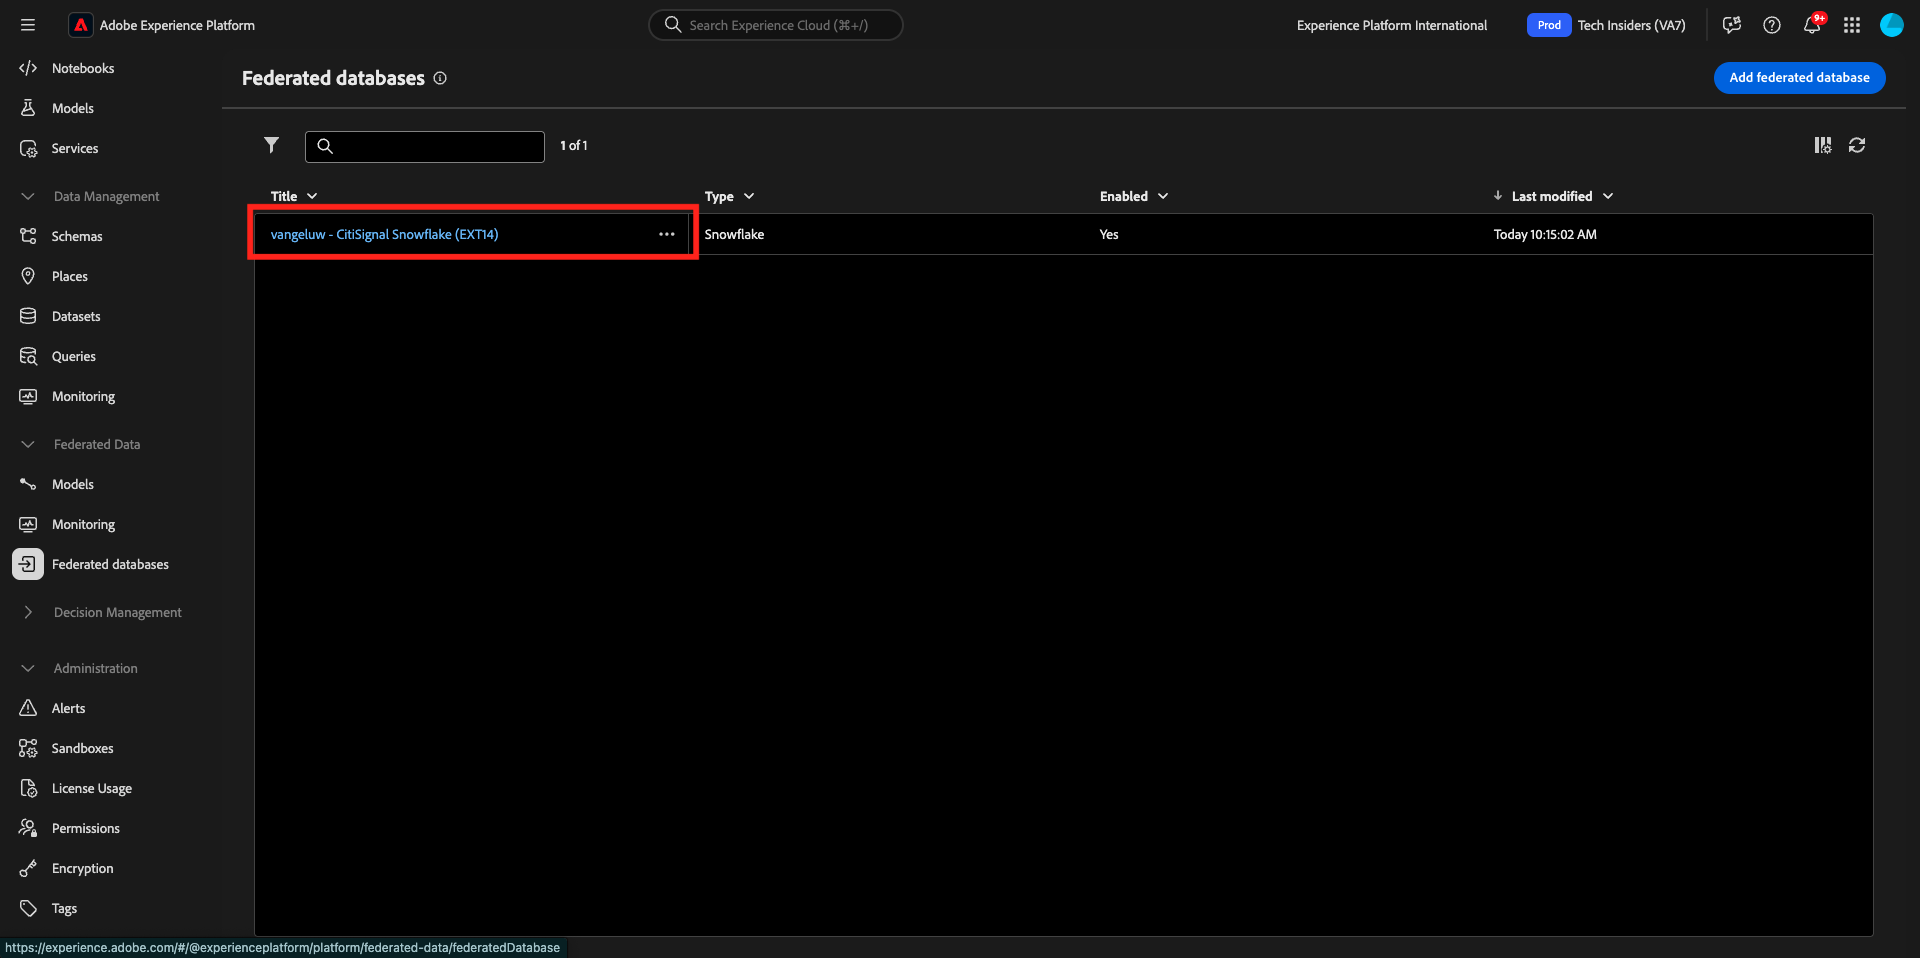 Adobe Experience Platform
Search Experience Cloud (⌘+/)
Experience Platform International
Prod
Tech Insiders (VA7)
9+
Notebooks
Models
Services
Data Management
Schemas
Places
Datasets
Queries
Monitoring
Federated Data
Models
Monitoring
Federated databases
Decision Management
Administration
Alerts
Sandboxes
License Usage
Permissions
Encryption
Tags
Federated databases
Add federated database
1 of 1
Title Type Enabled Last modified
vangeluw - CitiSignal Snowflake (EXT14) Snowflake Yes Today 10:15:02 AM
https://experience.adobe.com/#/@experienceplatform/platform/federated-data/federatedDatabase